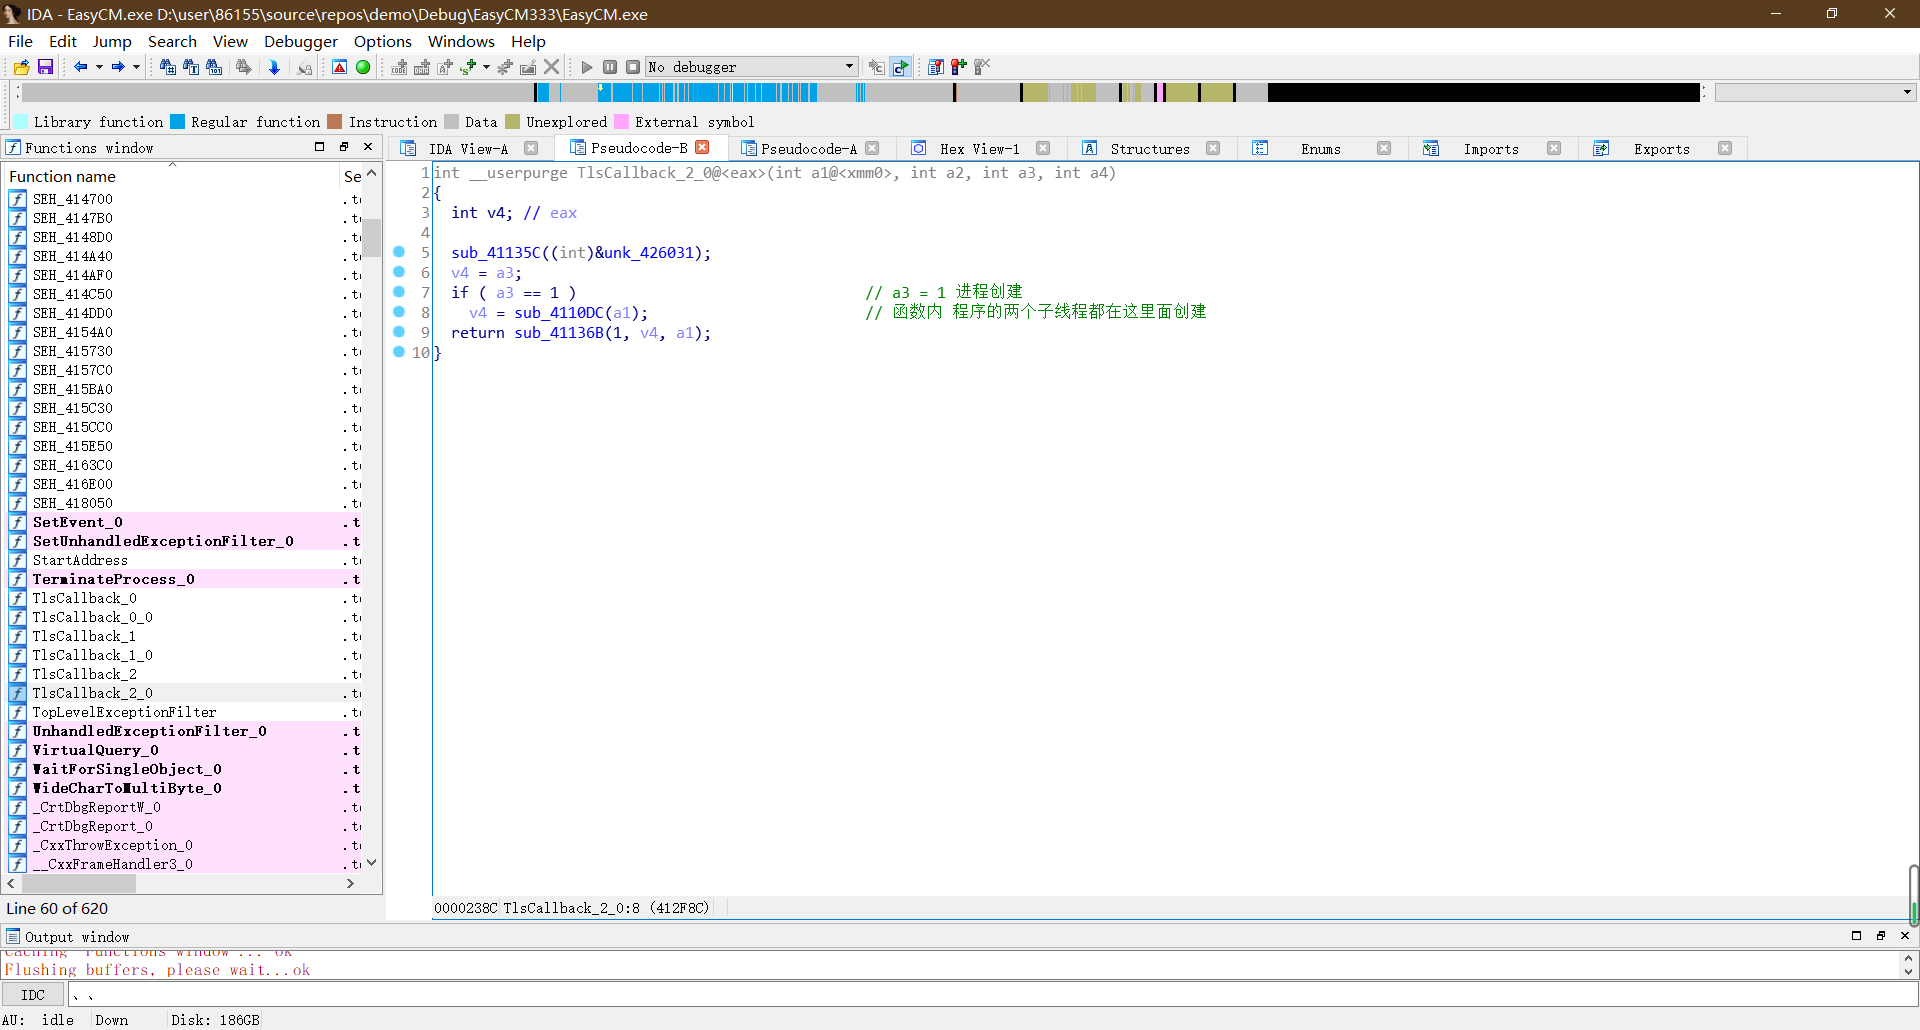 IDA - EasyCM.exe D:\user\86155\source\repos\demo\Debug\EasyCM333\EasyCM.exe
File Edit Jump Search View Debugger Options Windows Help
No debugger
Library function Regular function Instruction Data Unexplored External symbol
Functions window
IDA View-A Pseudocode-B Pseudocode-A Hex View-1 Structures Enums Imports Exports
Function name Se
SEH_414700 .t
SEH_4147B0 .t
SEH_4148D0 .t
SEH_414A40 .t
SEH_414AF0 .t
SEH_414C50 .t
SEH_414DD0 .t
SEH_4154A0 .t
SEH_415730 .t
SEH_4157C0 .t
SEH_415BA0 .t
SEH_415C30 .t
SEH_415CC0 .t
SEH_415E50 .t
SEH_4163C0 .t
SEH_416E00 .t
SEH_418050 .t
SetEvent_0 .t
SetUnhandledExceptionFilter_0 .t
StartAddress .t
TerminateProcess_0 .t
TlsCallback_0 .t
TlsCallback_0_0 .t
TlsCallback_1 .t
TlsCallback_1_0 .t
TlsCallback_2 .t
TlsCallback_2_0 .t
TopLevelExceptionFilter .t
UnhandledExceptionFilter_0 .t
VirtualQuery_0 .t
WaitForSingleObject_0 .t
WideCharToMultiByte_0 .t
_CrtDbgReportW_0 .t
_CrtDbgReport_0 .t
_CxxThrowException_0 .t
__CxxFrameHandler3_0 .t
Line 60 of 620
1 int __userpurge TlsCallback_2_0@<eax>(int a1@<xmm0>, int a2, int a3, int a4)
2 {
3 int v4; // eax
4
5 sub_41135C((int)&unk_426031);
6 v4 = a3;
7 if ( a3 == 1 ) // a3 = 1 进程创建
8 v4 = sub_4110DC(a1); // 函数内 程序的两个子线程都在这里面创建
9 return sub_41136B(1, v4, a1);
10 }
0000238C TlsCallback_2_0:8 (412F8C)
Output window
Caching 'Functions window'... ok
Flushing buffers, please wait...ok
IDC 、、
AU: idle Down Disk: 186GB